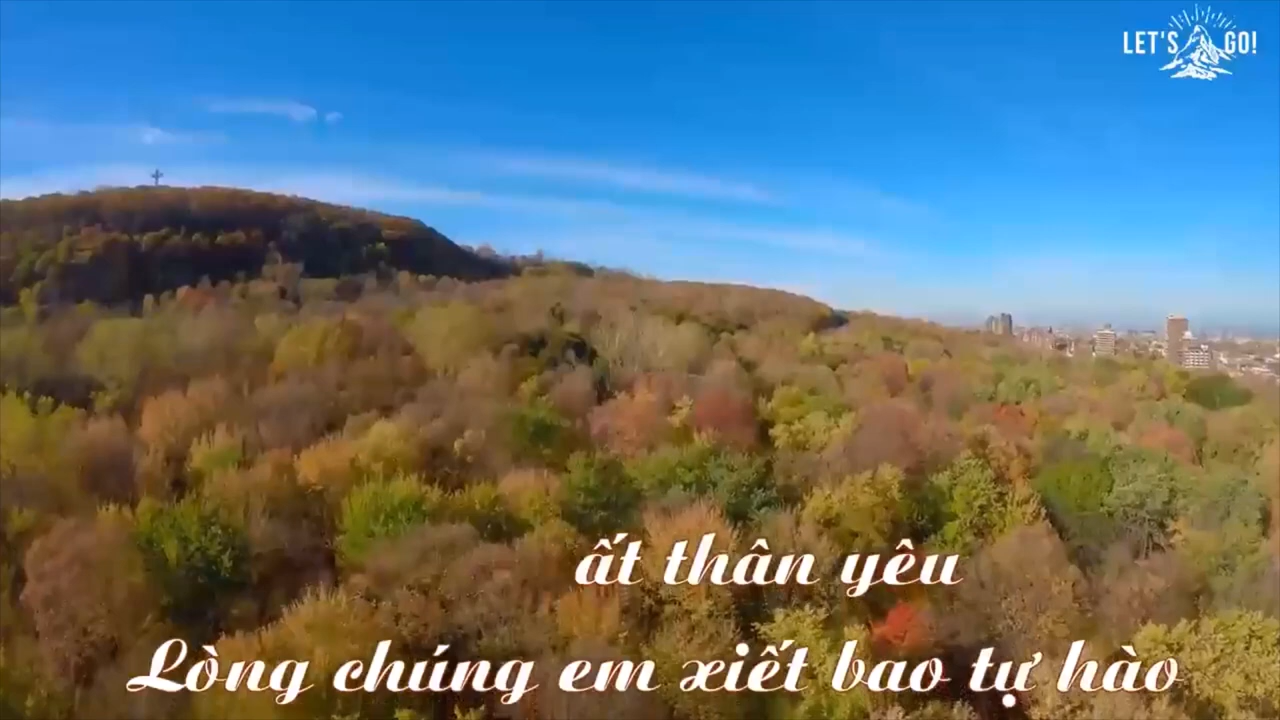 LET'S GO!
ất thân yêu
Lòng chúng em xiết bao tự hào